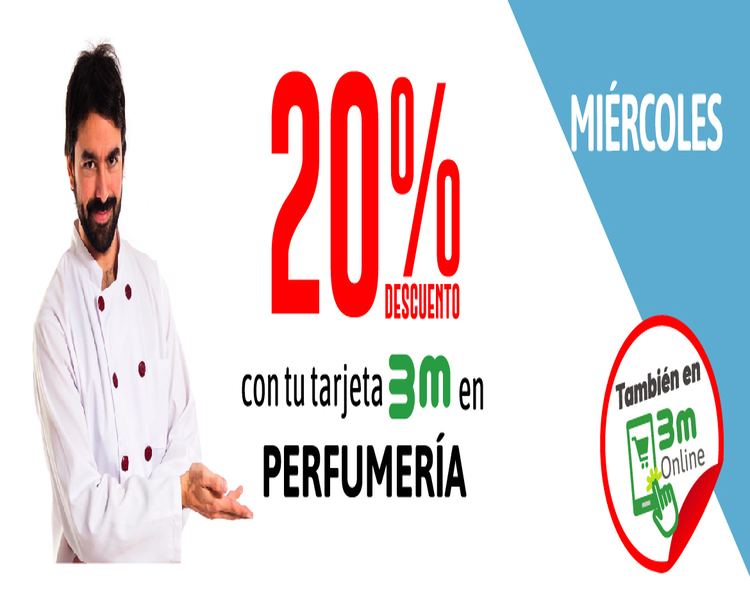 MIÉRCOLES
20%
DESCUENTO
con tu tarjeta 3m en
PERFUMERÍA
También en
3m
Online